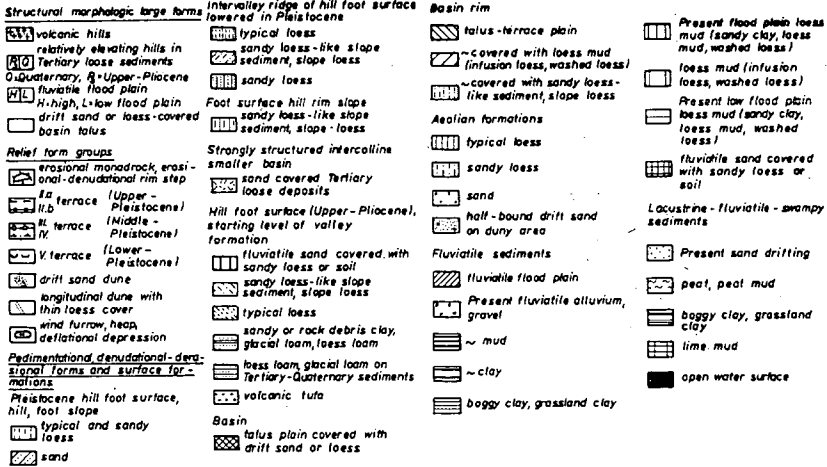 Structural morphologic large forms
volcanic hills
relatively elevating hills in
R Q Tertiary loose sediments
Q=Quaternary, R=Upper-Pliocene
H L fluviatile flood plain
H=high, L=low flood plain
drift sand or loess-covered
basin talus
Relief form groups
erosional monadrock, erosi-
onal-denudational rim step
II.a terrace (Upper-
II.b Pleistocene)
III. terrace (Middle-
IV. Pleistocene)
V. terrace (Lower-
Pleistocene)
drift sand dune
longitudinal dune with
thin loess cover
wind furrow, heap,
deflational depression
Pedimentational, denudational-dera-
sional forms and surface for-
mations
Pleistocene hill foot surface,
hill, foot slope
typical and sandy
loess
sand
Intervalley ridge of hill foot surface
lowered in Pleistocene
typical loess
sandy loess-like slope
sediment, slope loess
sandy loess
Foot surface hill rim slope
sandy loess-like slope
sediment, slope loess
Strongly structured intercolline
smaller basin
sand covered Tertiary
loose deposits
Hill foot surface (Upper-Pliocene),
starting level of valley
formation
fluviatile sand covered with
sandy loess or soil
sandy loess-like slope
sediment, slope loess
typical loess
sandy or rock debris clay,
glacial loam, loess loam
loess loam, glacial loam on
Tertiary-Quaternary sediments
volcanic tufa
Basin
talus plain covered with
drift sand or loess
Basin rim
talus-terrace plain
~covered with loess mud
(infusion loess, washed loess)
~covered with sandy loess-
like sediment, slope loess
Aeolian formations
typical loess
sandy loess
sand
half-bound drift sand
on duny area
Fluviatile sediments
fluviatile flood plain
Present fluviatile alluvium,
gravel
~ mud
~clay
boggy clay, grassland clay
Present flood plain loess
mud (sandy clay, loess
mud, washed loess)
loess mud (infusion
loess, washed loess)
Present low flood plain
loess mud (sandy clay,
loess mud, washed
loess)
fluviatile sand covered
with sandy loess or
soil
Lacustrine-fluviatile-swampy
sediments
Present sand drifting
peat, peat mud
boggy clay, grassland
clay
lime mud
open water surface